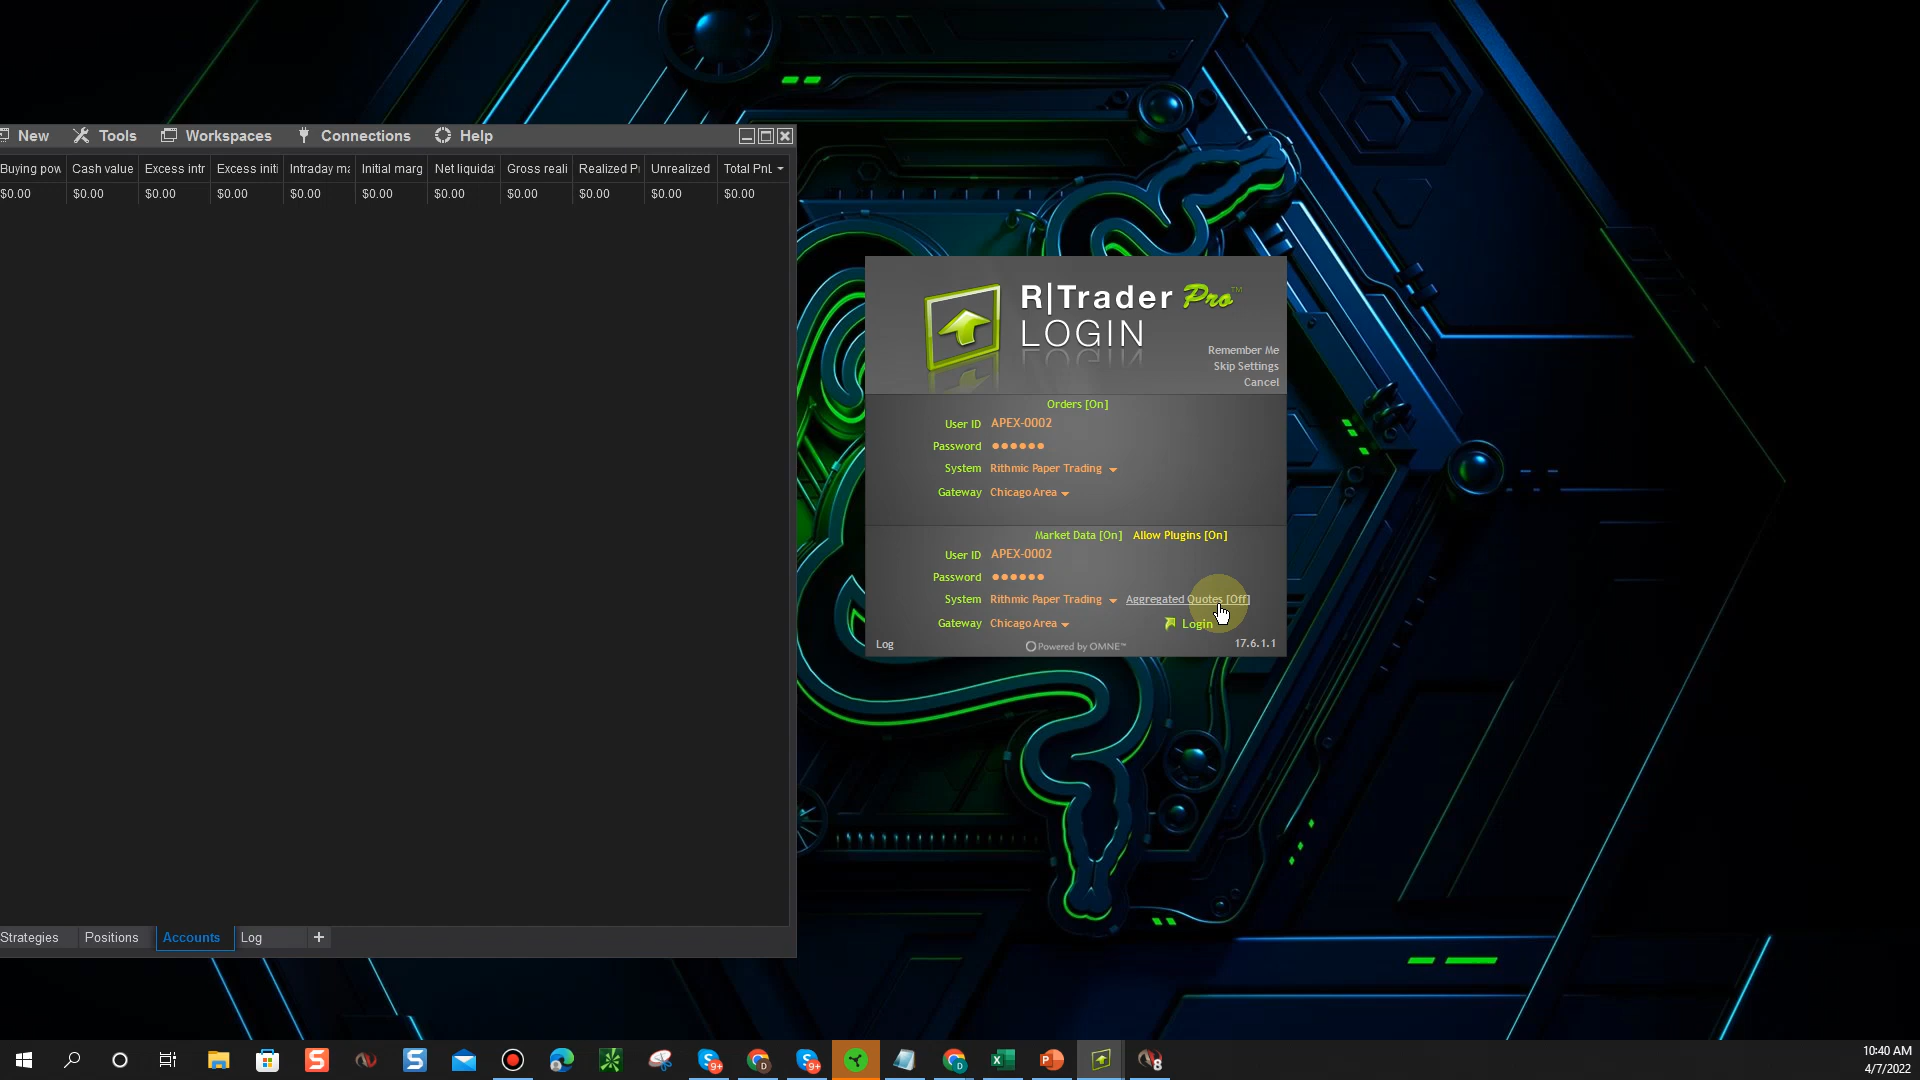 New Tools Workspaces Connections Help
Buying pow Cash value Excess intr Excess initi Intraday ma Initial marg Net liquida Gross reali Realized P Unrealized Total PnL
$0.00 $0.00 $0.00 $0.00 $0.00 $0.00 $0.00 $0.00 $0.00 $0.00 $0.00
R|Trader Pro™
LOGIN
Remember Me
Skip Settings
Cancel
Orders [On]
User ID APEX-0002
Password ●●●●●●
System Rithmic Paper Trading
Gateway Chicago Area
Market Data [On] Allow Plugins [On]
User ID APEX-0002
Password ●●●●●●
System Rithmic Paper Trading Aggregated Quotes [Off]
Gateway Chicago Area Login
Log Powered by OMNE™ 17.6.1.1
Strategies Positions Accounts Log +
S S 9+ D 9+ D 8
10:40 AM
4/7/2022